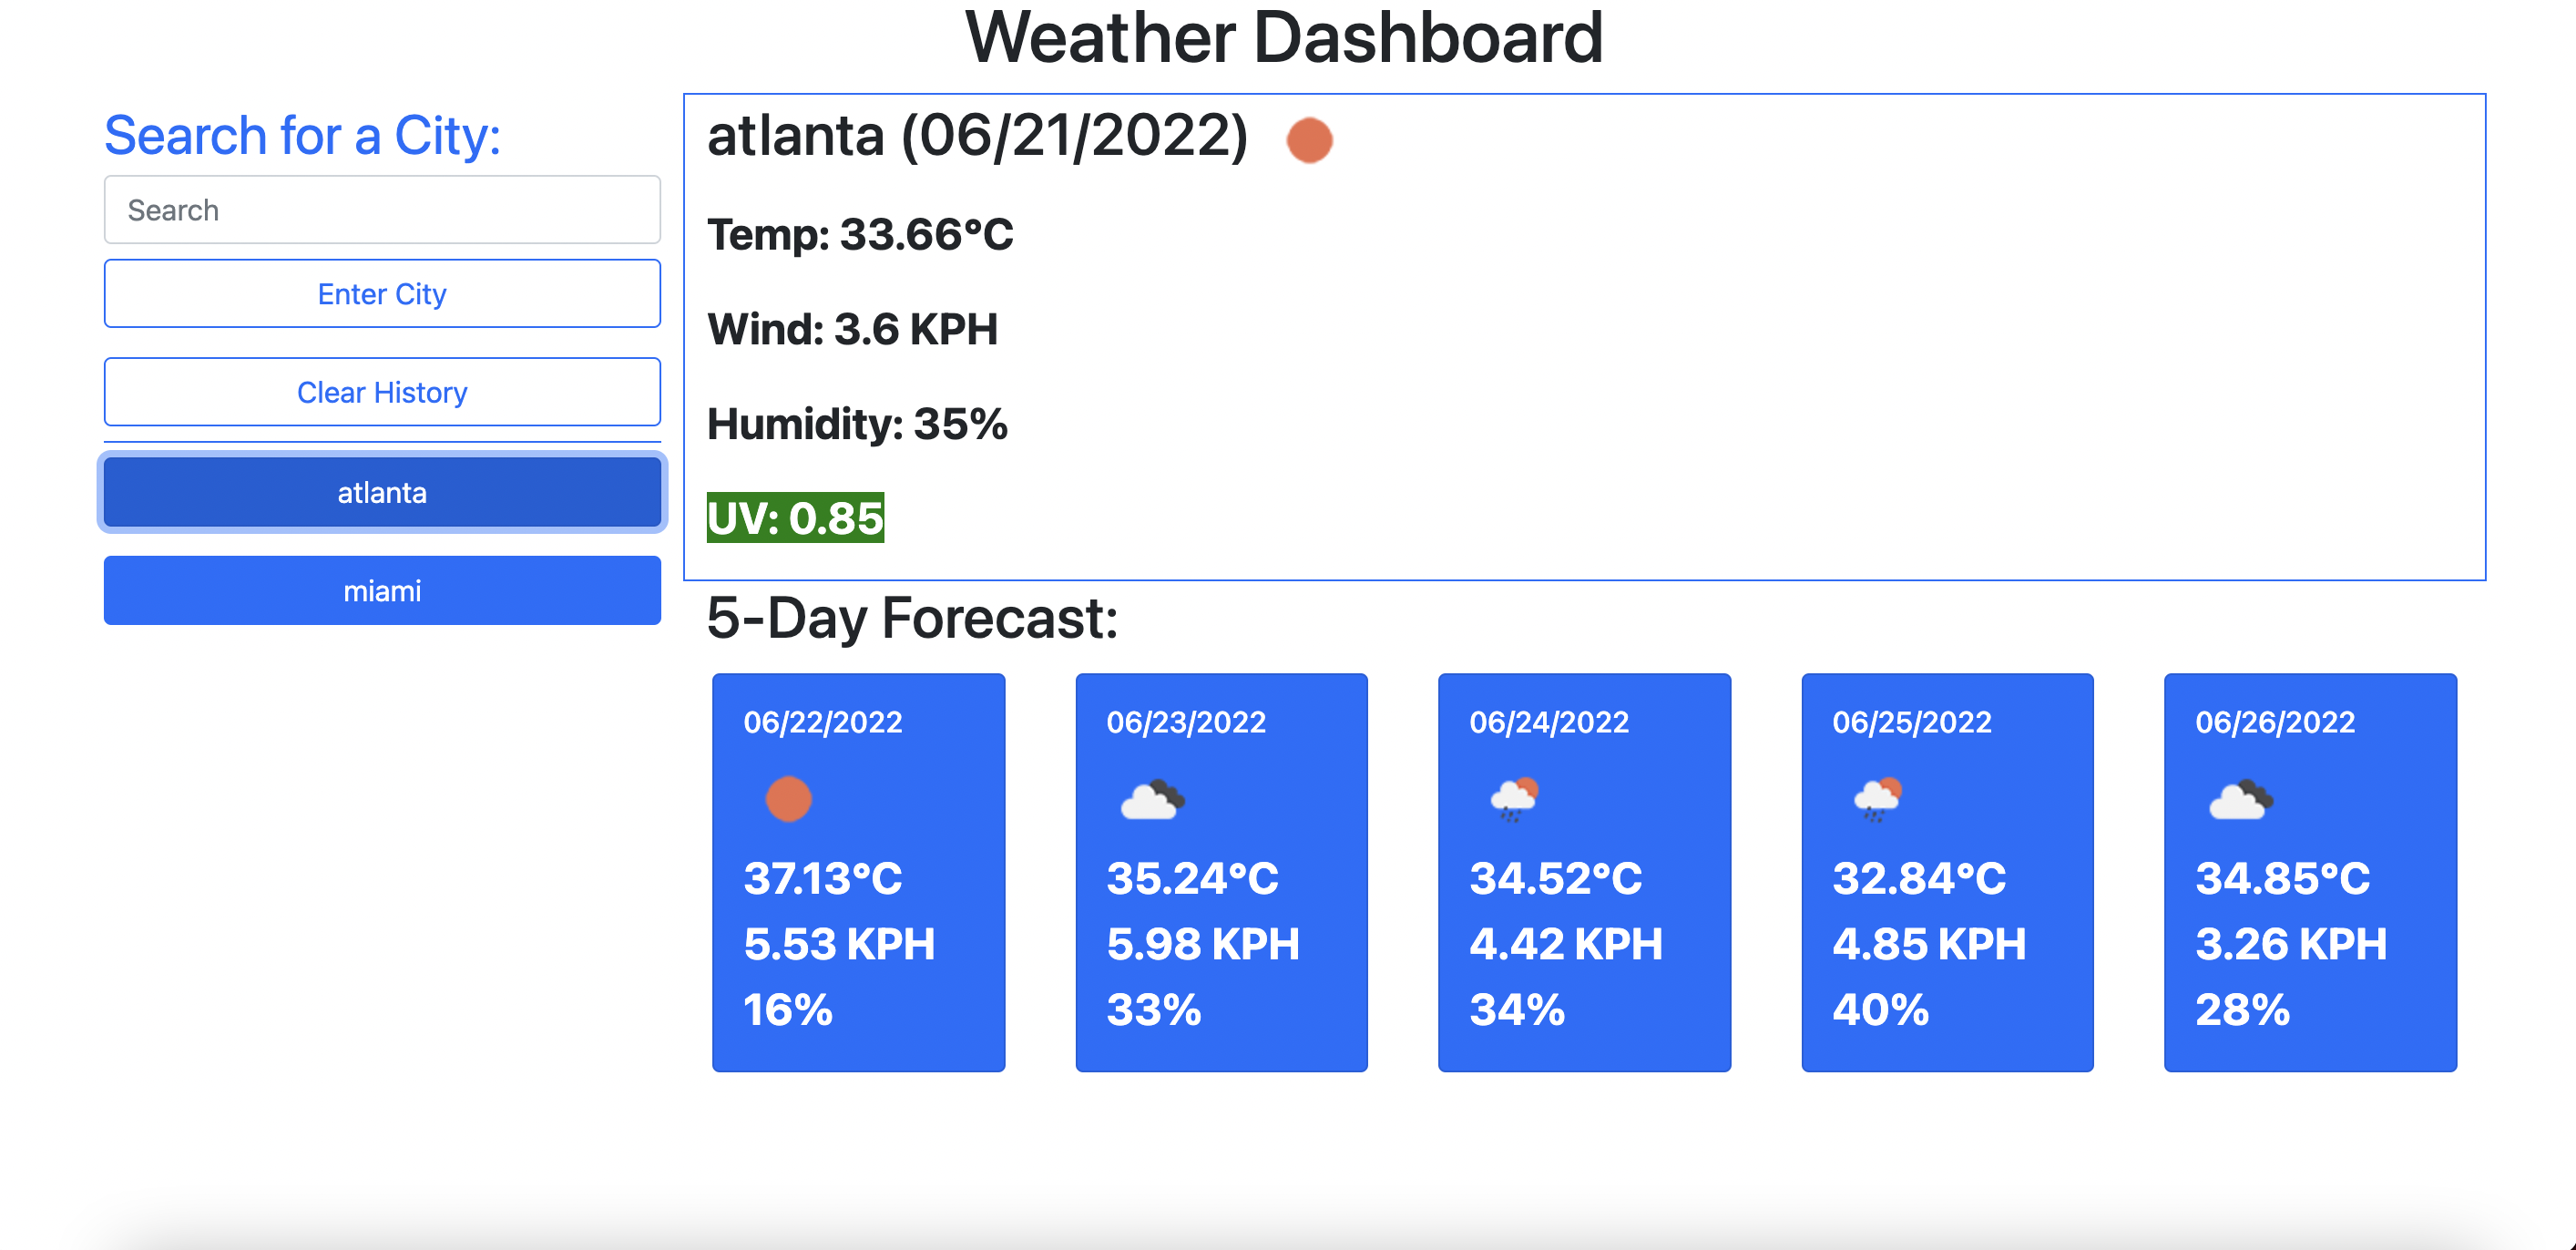 Weather Dashboard
Search for a City:
Search
Enter City
Clear History
atlanta
miami
atlanta (06/21/2022)
Temp: 33.66°C
Wind: 3.6 KPH
Humidity: 35%
UV: 0.85
5-Day Forecast:
06/22/2022
37.13°C
5.53 KPH
16%
06/23/2022
35.24°C
5.98 KPH
33%
06/24/2022
34.52°C
4.42 KPH
34%
06/25/2022
32.84°C
4.85 KPH
40%
06/26/2022
34.85°C
3.26 KPH
28%